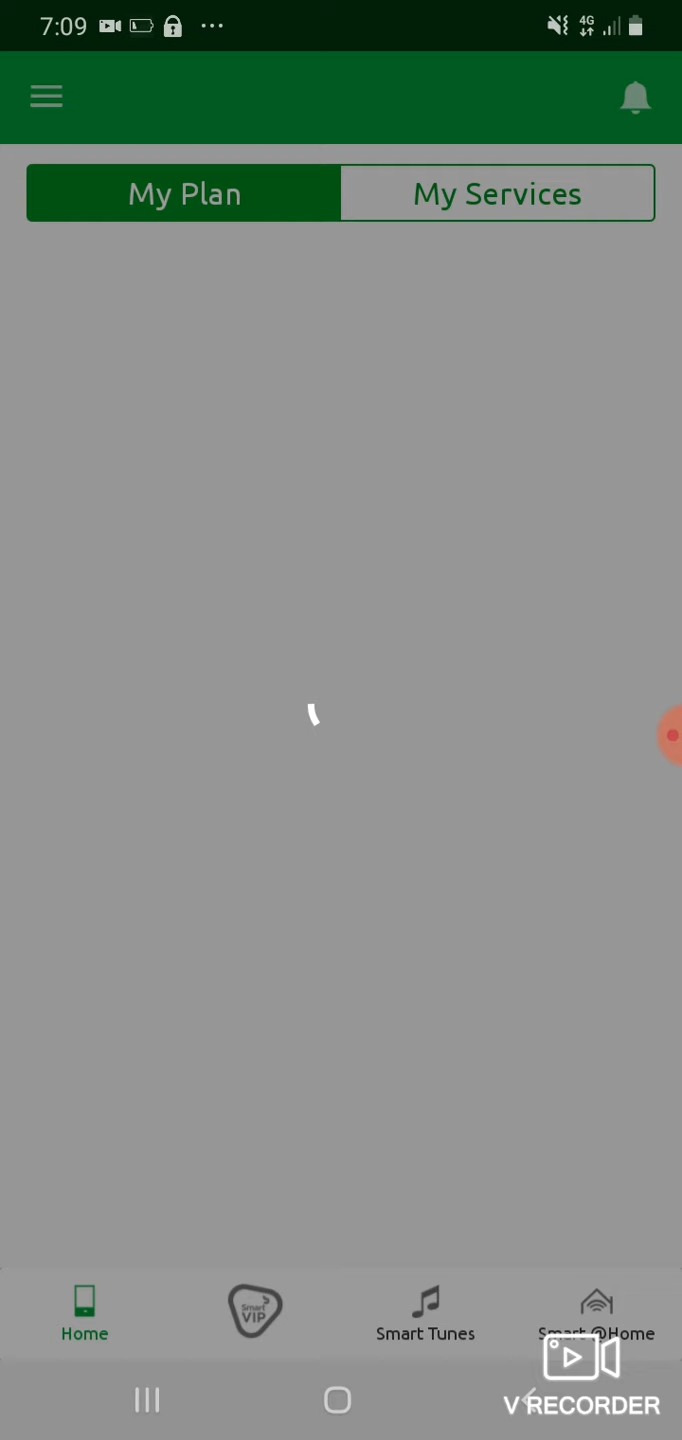 7:09
4G
My Plan
My Services
Smart
VIP
Home
Smart Tunes
Smart @Home
V RECORDER